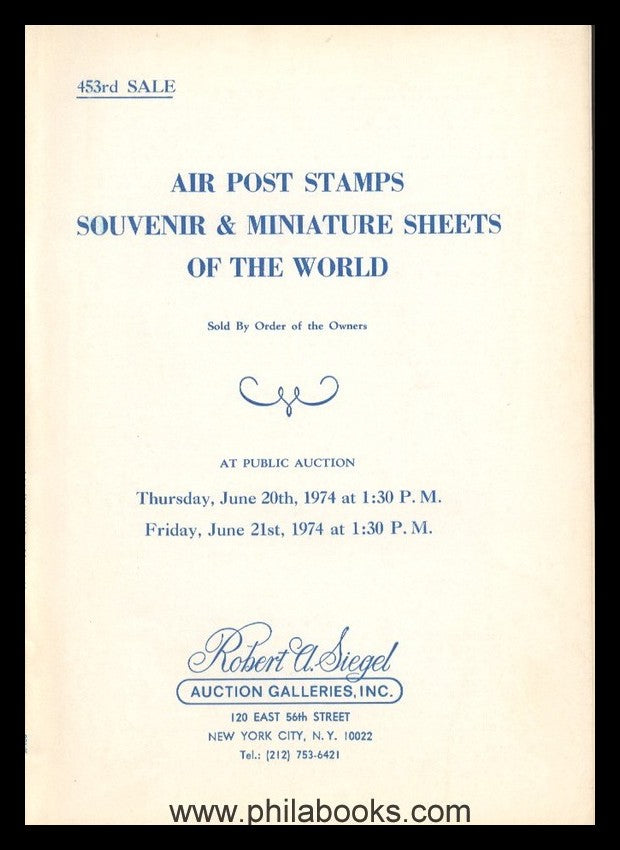 453rd SALE
AIR POST STAMPS
SOUVENIR & MINIATURE SHEETS
OF THE WORLD
Sold By Order of the Owners
AT PUBLIC AUCTION
Thursday, June 20th, 1974 at 1:30 P. M.
Friday, June 21st, 1974 at 1:30 P. M.
Robert A. Siegel
AUCTION GALLERIES, INC.
120 EAST 56th STREET
NEW YORK CITY, N. Y. 10022
Tel.: (212) 753-6421
www.philabooks.com